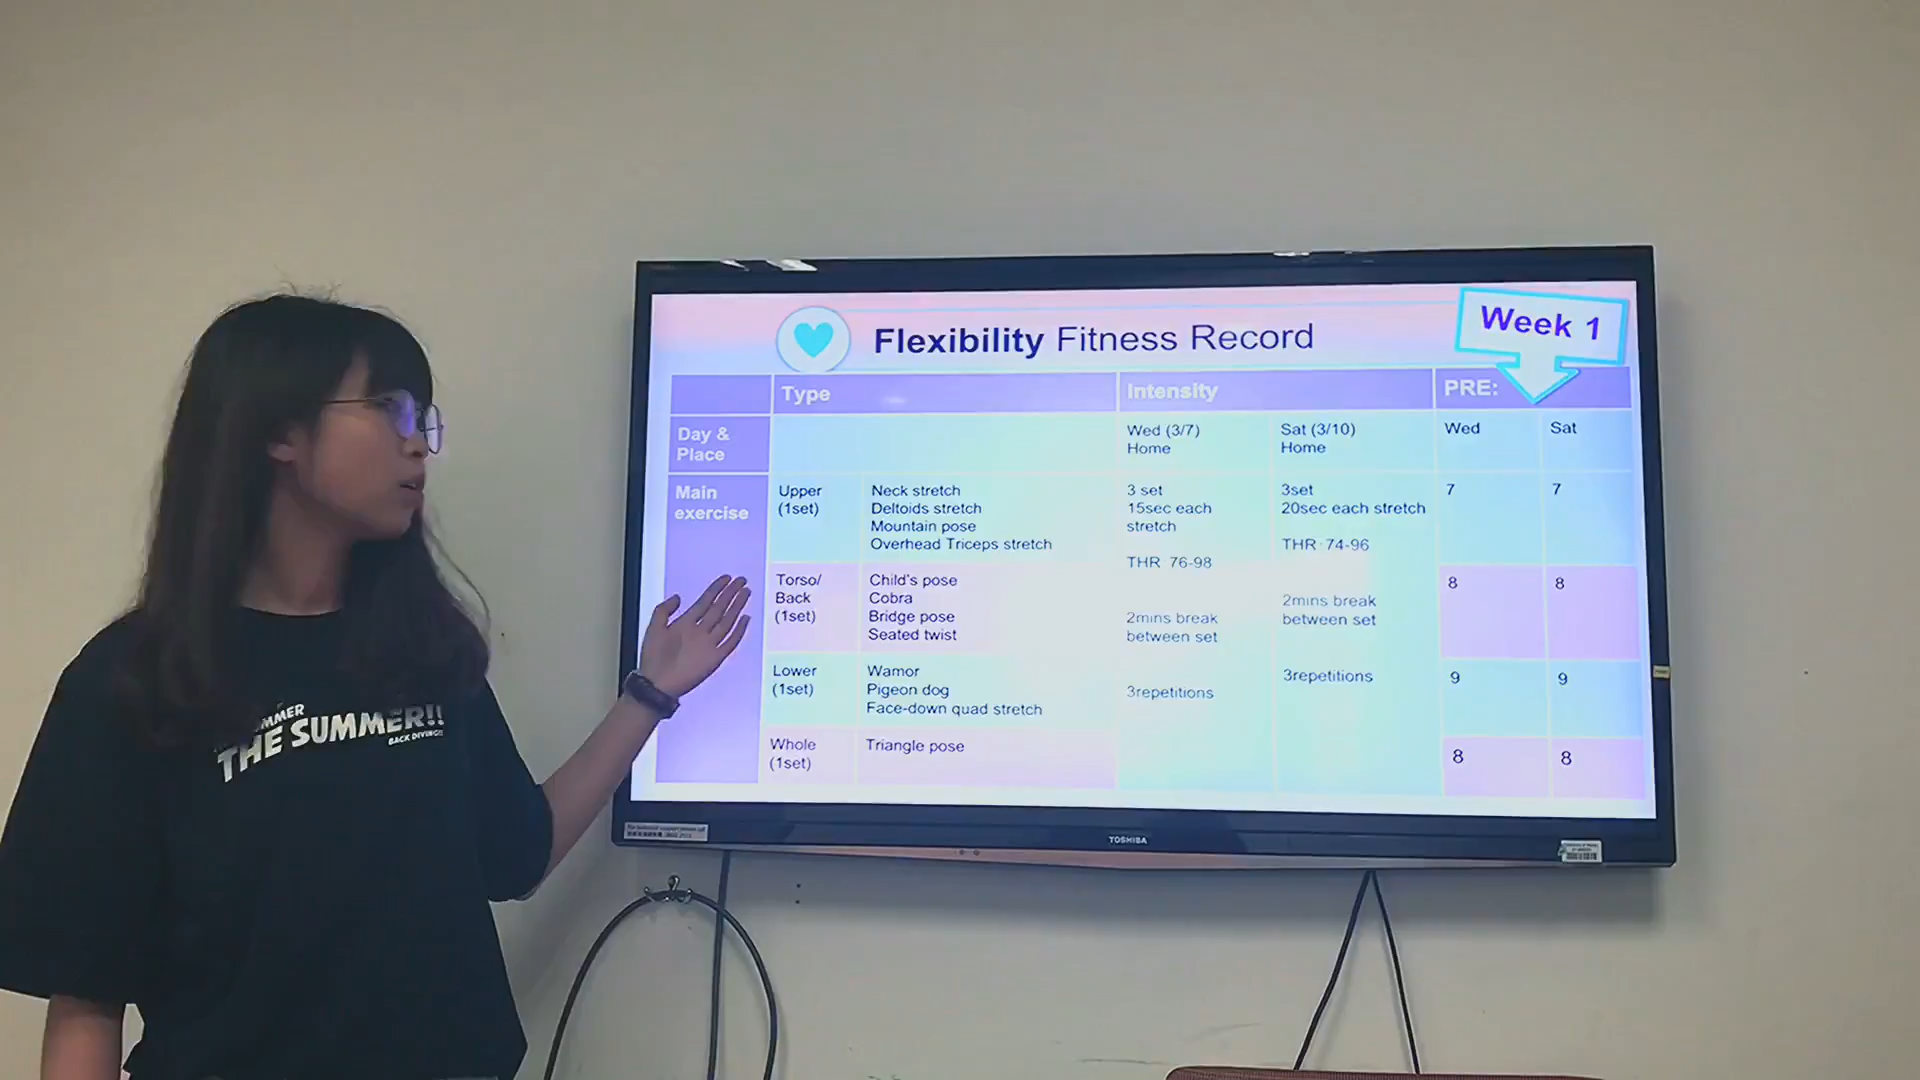 Flexibility Fitness Record
Week 1
Type
Intensity
PRE:
Day &
Place
Wed (3/7)
Home
Sat (3/10)
Home
Wed
Sat
Main
exercise
Upper
(1set)
Neck stretch
Deltoids stretch
Mountain pose
Overhead Triceps stretch
3 set
15sec each
stretch
THR 76-98
2mins break
between set
3repetitions
3set
20sec each stretch
THR 74-96
2mins break
between set
3repetitions
7
7
Torso/
Back
(1set)
Child's pose
Cobra
Bridge pose
Seated twist
8
8
Lower
(1set)
Warrior
Pigeon dog
Face-down quad stretch
9
9
Whole
(1set)
Triangle pose
8
8
THE SUMMER!!
BACK DIVING!!
TOSHIBA